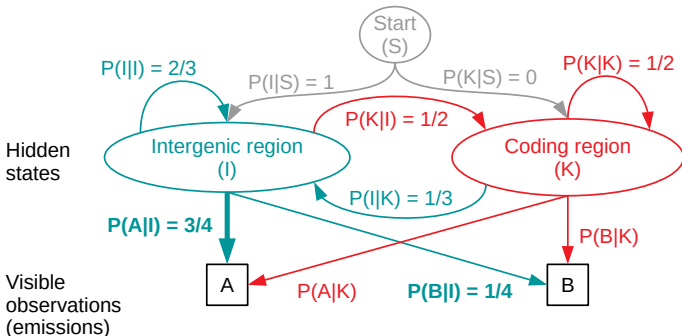 Start
(S)
P(I|I) = 2/3
P(I|S) = 1
P(K|S) = 0
P(K|K) = 1/2
P(K|I) = 1/2
Hidden
states
Intergenic region
(I)
Coding region
(K)
P(I|K) = 1/3
P(A|I) = 3/4
P(B|K)
Visible
observations
(emissions)
A
P(A|K)
P(B|I) = 1/4
B